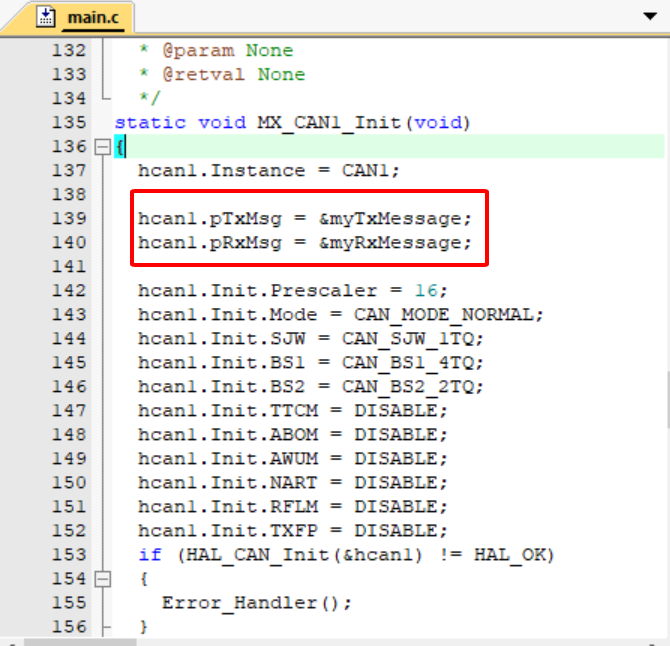 main.c
132 * @param None
133 * @retval None
134 */
135 static void MX_CAN1_Init(void)
136 {
137 hcan1.Instance = CAN1;
138
139 hcan1.pTxMsg = &myTxMessage;
140 hcan1.pRxMsg = &myRxMessage;
141
142 hcan1.Init.Prescaler = 16;
143 hcan1.Init.Mode = CAN_MODE_NORMAL;
144 hcan1.Init.SJW = CAN_SJW_1TQ;
145 hcan1.Init.BS1 = CAN_BS1_4TQ;
146 hcan1.Init.BS2 = CAN_BS2_2TQ;
147 hcan1.Init.TTCM = DISABLE;
148 hcan1.Init.ABOM = DISABLE;
149 hcan1.Init.AWUM = DISABLE;
150 hcan1.Init.NART = DISABLE;
151 hcan1.Init.RFLM = DISABLE;
152 hcan1.Init.TXFP = DISABLE;
153 if (HAL_CAN_Init(&hcan1) != HAL_OK)
154 {
155 Error_Handler();
156 }